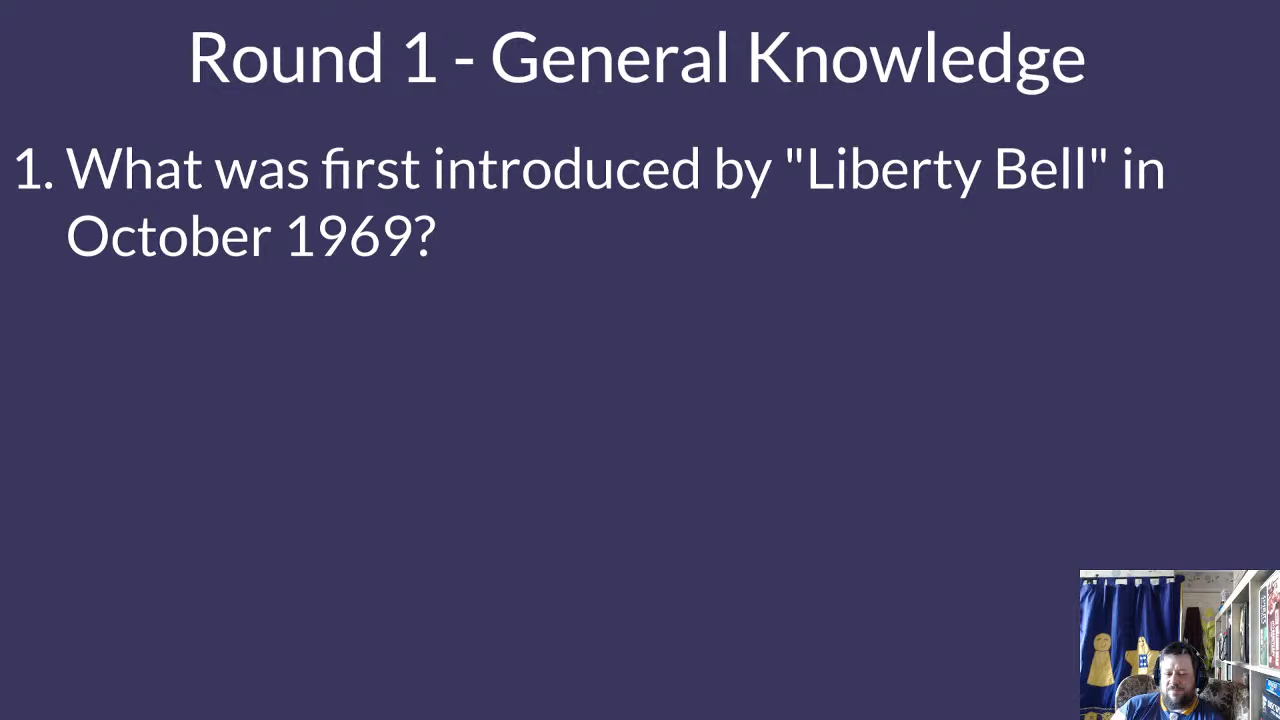 Round 1 - General Knowledge
1. What was first introduced by "Liberty Bell" in
October 1969?